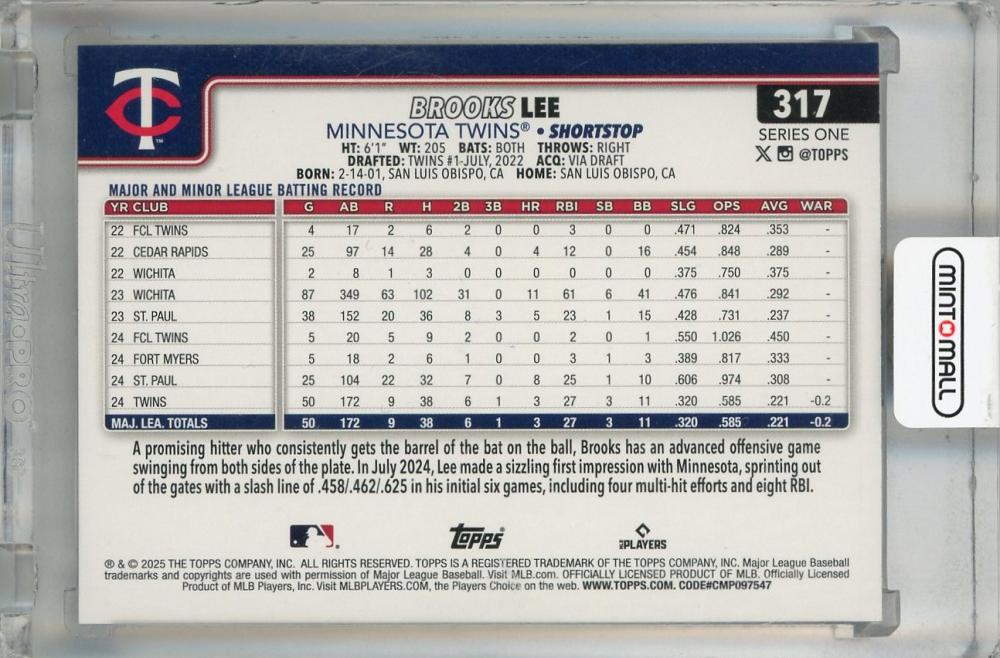 TC
BROOKS LEE
317
MINNESOTA TWINS® • SHORTSTOP
SERIES ONE
HT: 6'1" WT: 205 BATS: BOTH THROWS: RIGHT
@TOPPS
DRAFTED: TWINS #1-JULY, 2022 ACQ: VIA DRAFT
BORN: 2-14-01, SAN LUIS OBISPO, CA HOME: SAN LUIS OBISPO, CA
MAJOR AND MINOR LEAGUE BATTING RECORD
YR CLUB G AB R H 2B 3B HR RBI SB BB SLG OPS AVG WAR
22 FCL TWINS 4 17 2 6 2 0 0 3 0 0 .471 .824 .353 -
22 CEDAR RAPIDS 25 97 14 28 4 0 4 12 0 16 .454 .848 .289 -
22 WICHITA 2 8 1 3 0 0 0 0 0 0 .375 .750 .375 -
23 WICHITA 87 349 63 102 31 0 11 61 6 41 .476 .841 .292 -
23 ST. PAUL 38 152 20 36 8 3 5 23 1 15 .428 .731 .237 -
24 FCL TWINS 5 20 5 9 2 0 0 2 0 1 .550 1.026 .450 -
24 FORT MYERS 5 18 2 6 1 0 0 3 1 3 .389 .817 .333 -
24 ST. PAUL 25 104 22 32 7 0 8 25 1 10 .606 .974 .308 -
24 TWINS 50 172 9 38 6 1 3 27 3 11 .320 .585 .221 -0.2
MAJ. LEA. TOTALS 50 172 9 38 6 1 3 27 3 11 .320 .585 .221 -0.2
A promising hitter who consistently gets the barrel of the bat on the ball, Brooks has an advanced offensive game
swinging from both sides of the plate. In July 2024, Lee made a sizzling first impression with Minnesota, sprinting out
of the gates with a slash line of .458/.462/.625 in his initial six games, including four multi-hit efforts and eight RBI.
Topps®
PLAYERS
® & © 2025 THE TOPPS COMPANY, INC. ALL RIGHTS RESERVED. TOPPS IS A REGISTERED TRADEMARK OF THE TOPPS COMPANY, INC. Major League Baseball
trademarks and copyrights are used with permission of Major League Baseball. Visit MLB.com. OFFICIALLY LICENSED PRODUCT OF MLB. Officially Licensed
Product of MLB Players, Inc. Visit MLBPLAYERS.COM, the Players Choice on the web. WWW.TOPPS.COM. CODE#CMP097547
MINTOMALL
Ultra-PRO